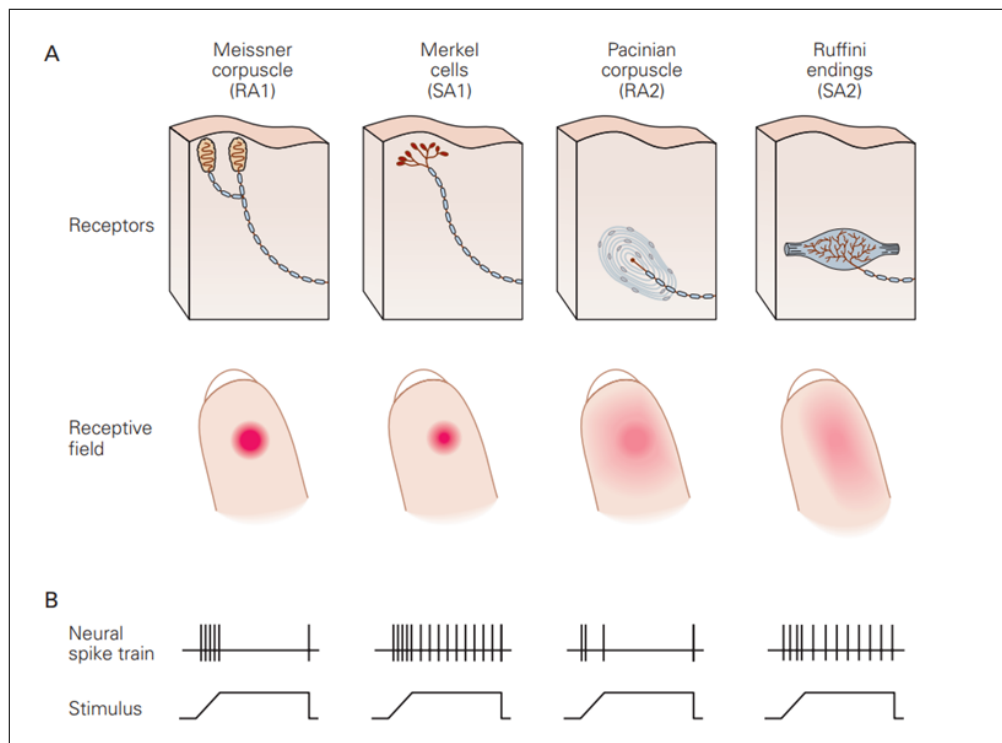 A
Meissner
corpuscle
(RA1)
Merkel
cells
(SA1)
Pacinian
corpuscle
(RA2)
Ruffini
endings
(SA2)
Receptors
Receptive
field
B
Neural
spike train
Stimulus